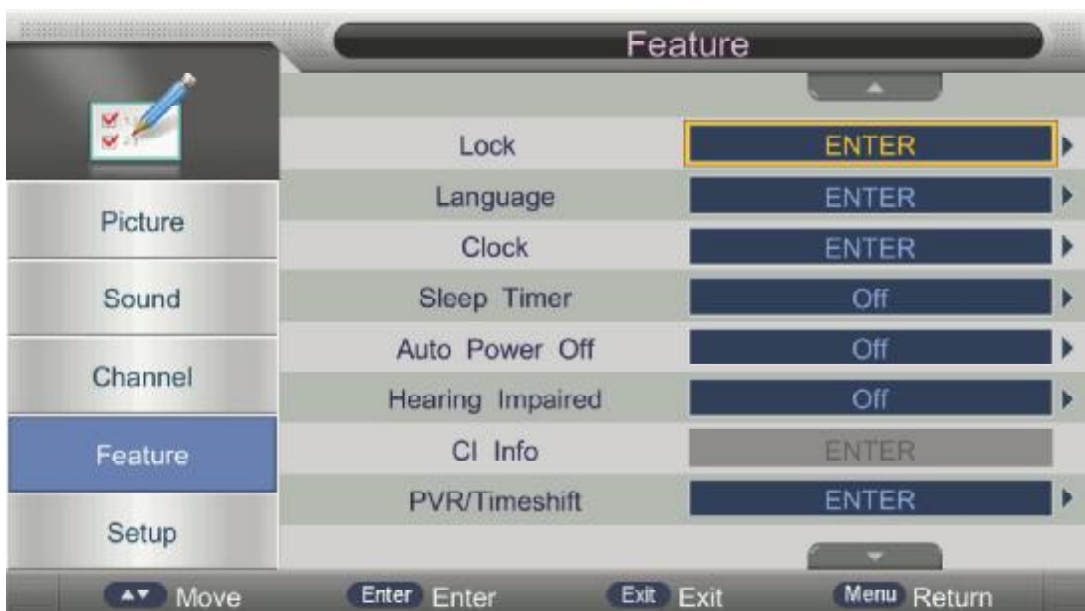 Feature
Lock ENTER
Language ENTER
Picture
Clock ENTER
Sound
Sleep Timer Off
Auto Power Off Off
Channel
Hearing Impaired Off
Feature
CI Info ENTER
PVR/Timeshift ENTER
Setup
Move Enter Enter Exit Exit Menu Return